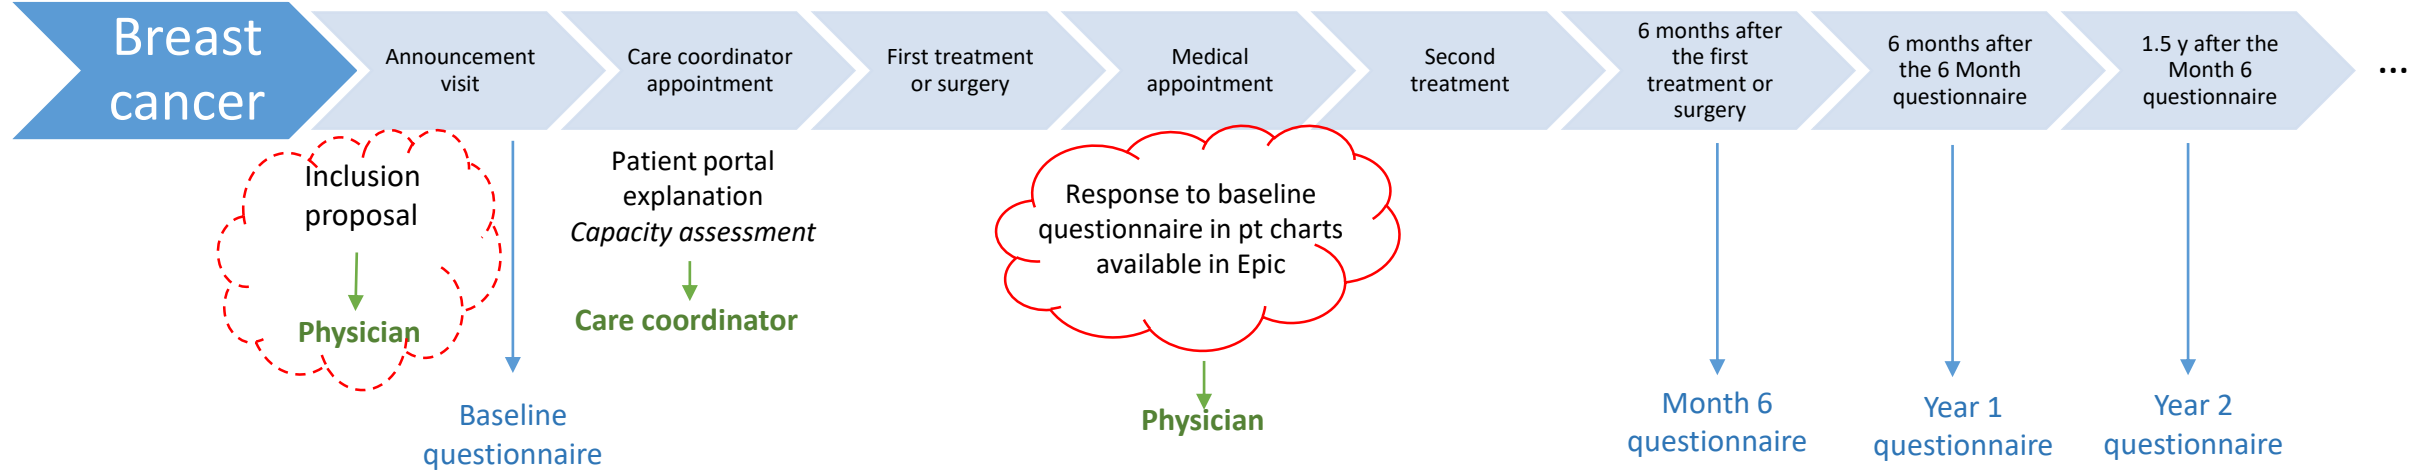 Breast
cancer
Announcement
visit
Care coordinator
appointment
First treatment
or surgery
Medical
appointment
Second
treatment
6 months after
the first
treatment or
surgery
6 months after
the 6 Month
questionnaire
1.5 y after the
Month 6
questionnaire
...
Inclusion
proposal
Physician
Baseline
questionnaire
Patient portal
explanation
Capacity assessment
Care coordinator
Response to baseline
questionnaire in pt charts
available in Epic
Physician
Month 6
questionnaire
Year 1
questionnaire
Year 2
questionnaire